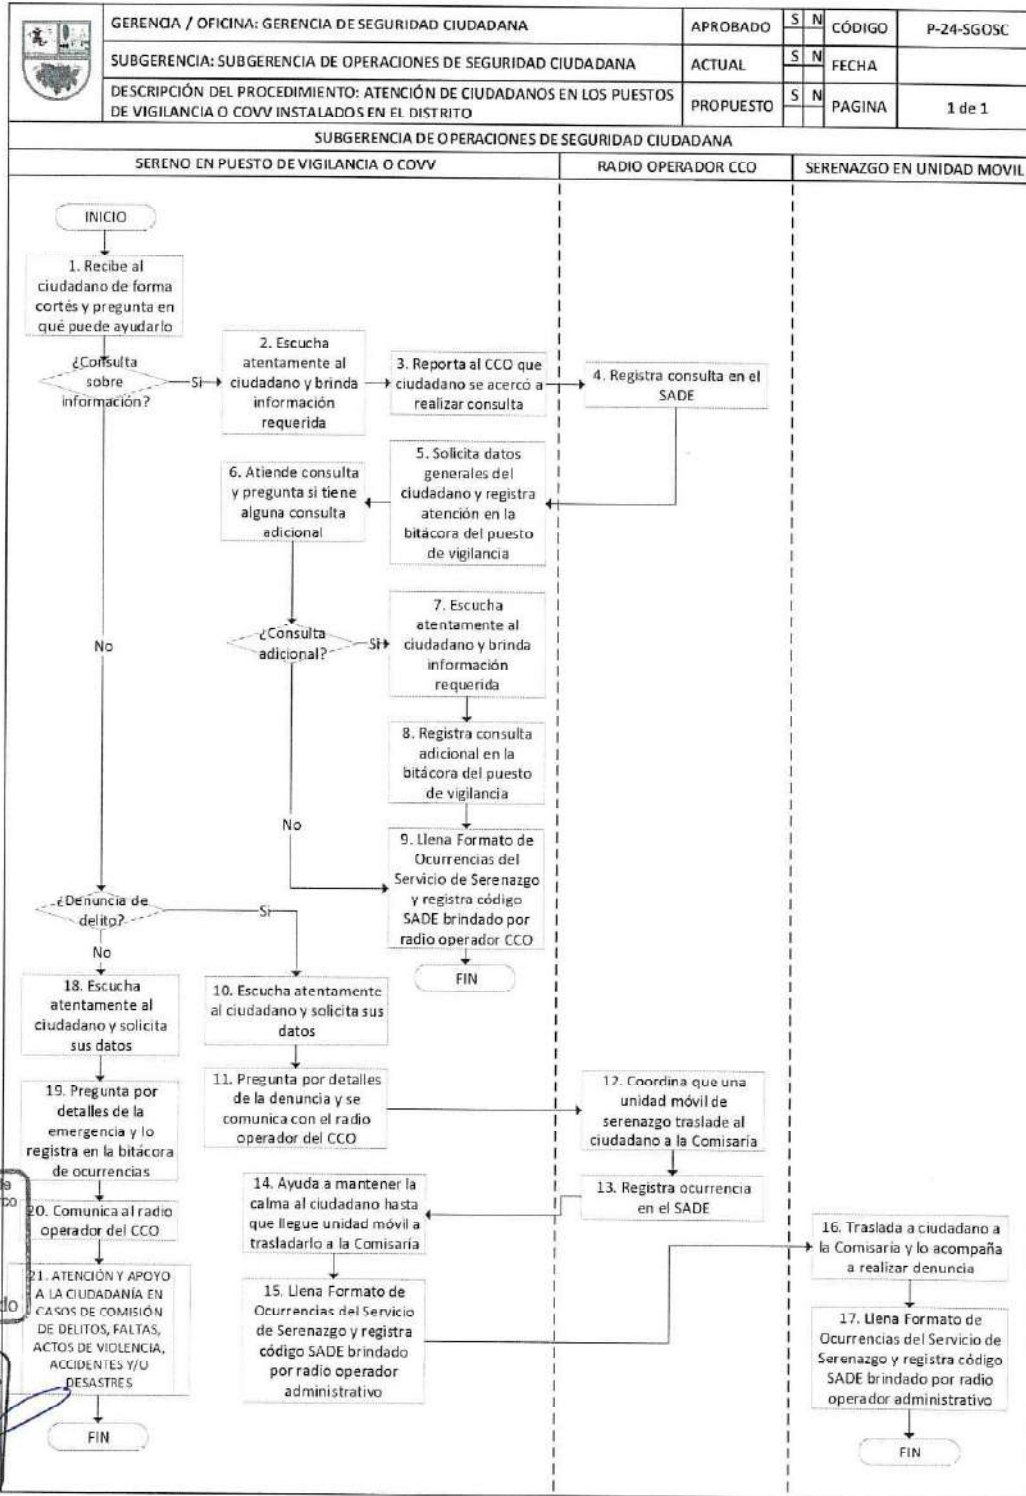 GERENCIA / OFICINA: GERENCIA DE SEGURIDAD CIUDADANA
APROBADO
S N
CÓDIGO
P-24-SGOSC
SUBGERENCIA: SUBGERENCIA DE OPERACIONES DE SEGURIDAD CIUDADANA
ACTUAL
S N
FECHA
DESCRIPCIÓN DEL PROCEDIMIENTO: ATENCIÓN DE CIUDADANOS EN LOS PUESTOS
DE VIGILANCIA O COVV INSTALADOS EN EL DISTRITO
PROPUESTO
S N
PAGINA
1 de 1
SUBGERENCIA DE OPERACIONES DE SEGURIDAD CIUDADANA
SERENO EN PUESTO DE VIGILANCIA O COVV
RADIO OPERADOR CCO
SERENAZGO EN UNIDAD MOVIL
INICIO
1. Recibe al
ciudadano de forma
cortés y pregunta en
qué puede ayudarlo
¿Consulta
sobre
información?
Si
2. Escucha
atentamente al
ciudadano y brinda
información
requerida
3. Reporta al CCO que
ciudadano se acercó a
realizar consulta
4. Registra consulta en el
SADE
5. Solicita datos
generales del
ciudadano y registra
atención en la
bitácora del puesto
de vigilancia
6. Atiende consulta
y pregunta si tiene
alguna consulta
adicional
No
¿Consulta
adicional?
Si
7. Escucha
atentamente al
ciudadano y brinda
información
requerida
8. Registra consulta
adicional en la
bitácora del puesto
de vigilancia
No
9. Llena Formato de
Ocurrencias del
Servicio de Serenazgo
y registra código
SADE brindado por
radio operador CCO
FIN
¿Denuncia de
delito?
Si
No
10. Escucha atentamente
al ciudadano y solicita sus
datos
11. Pregunta por detalles
de la denuncia y se
comunica con el radio
operador del CCO
12. Coordina que una
unidad móvil de
serenazgo traslade al
ciudadano a la Comisaría
13. Registra ocurrencia
en el SADE
14. Ayuda a mantener la
calma al ciudadano hasta
que llegue unidad móvil a
trasladarlo a la Comisaría
15. Llena Formato de
Ocurrencias del Servicio
de Serenazgo y registra
código SADE brindado
por radio operador
administrativo
16. Traslada a ciudadano a
la Comisaría y lo acompaña
a realizar denuncia
17. Llena Formato de
Ocurrencias del Servicio de
Serenazgo y registra código
SADE brindado por radio
operador administrativo
FIN
18. Escucha
atentamente al
ciudadano y solicita
sus datos
19. Pregunta por
detalles de la
emergencia y lo
registra en la bitácora
de ocurrencias
20. Comunica al radio
operador del CCO
21. ATENCIÓN Y APOYO
A LA CIUDADANÍA EN
CASOS DE COMISIÓN
DE DELITOS, FALTAS,
ACTOS DE VIOLENCIA,
ACCIDENTES Y/O
DESASTRES
FIN